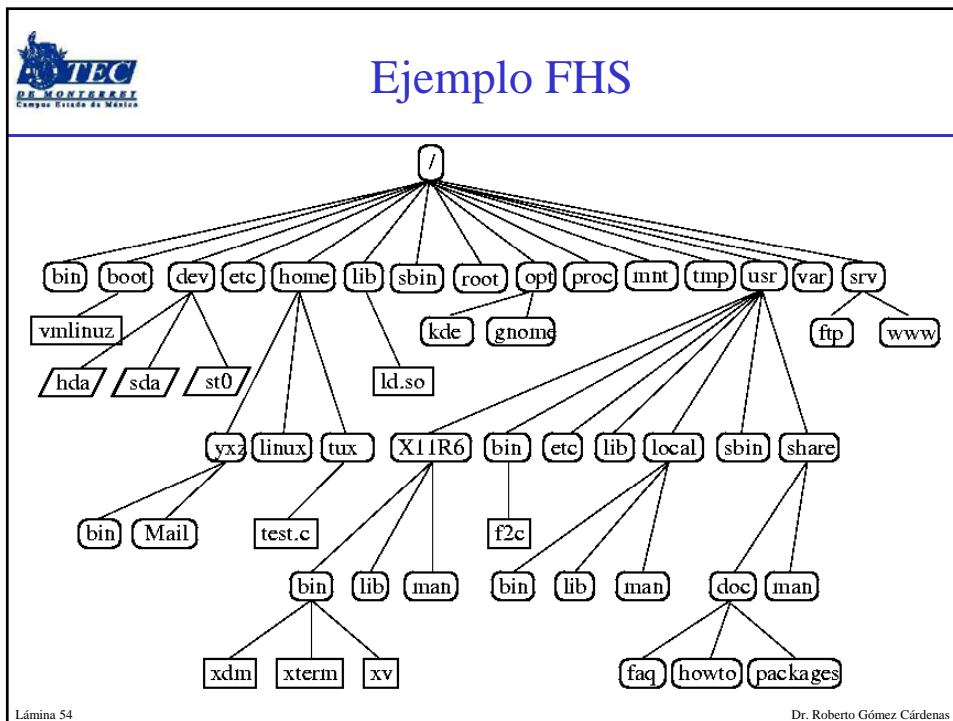 TEC
DE MONTERREY
Campus Estado de México
Ejemplo FHS
/
bin boot dev etc home lib sbin root opt proc mnt tmp usr var srv
vmlinuz kde gnome ftp www
hda sda st0 ld.so
yxz linux tux X11R6 bin etc lib local sbin share
bin Mail test.c f2c
bin lib man bin lib man doc man
xdm xterm xv faq howto packages
Lámina 54 Dr. Roberto Gómez Cárdenas